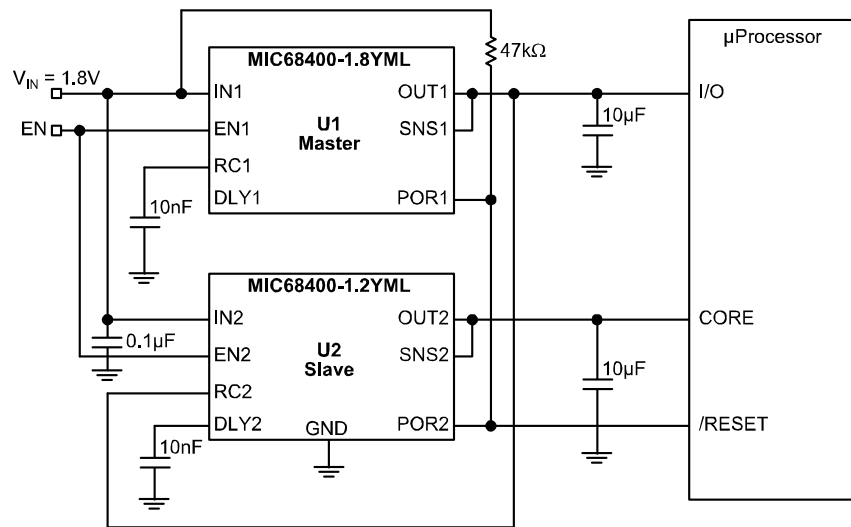 MIC68400-1.8YML
47kΩ
µProcessor
V_IN = 1.8V
IN1
OUT1
I/O
EN
EN1
U1
Master
SNS1
10µF
RC1
DLY1
POR1
10nF
MIC68400-1.2YML
IN2
OUT2
CORE
0.1µF
EN2
U2
Slave
SNS2
10µF
RC2
DLY2
GND
POR2
/RESET
10nF